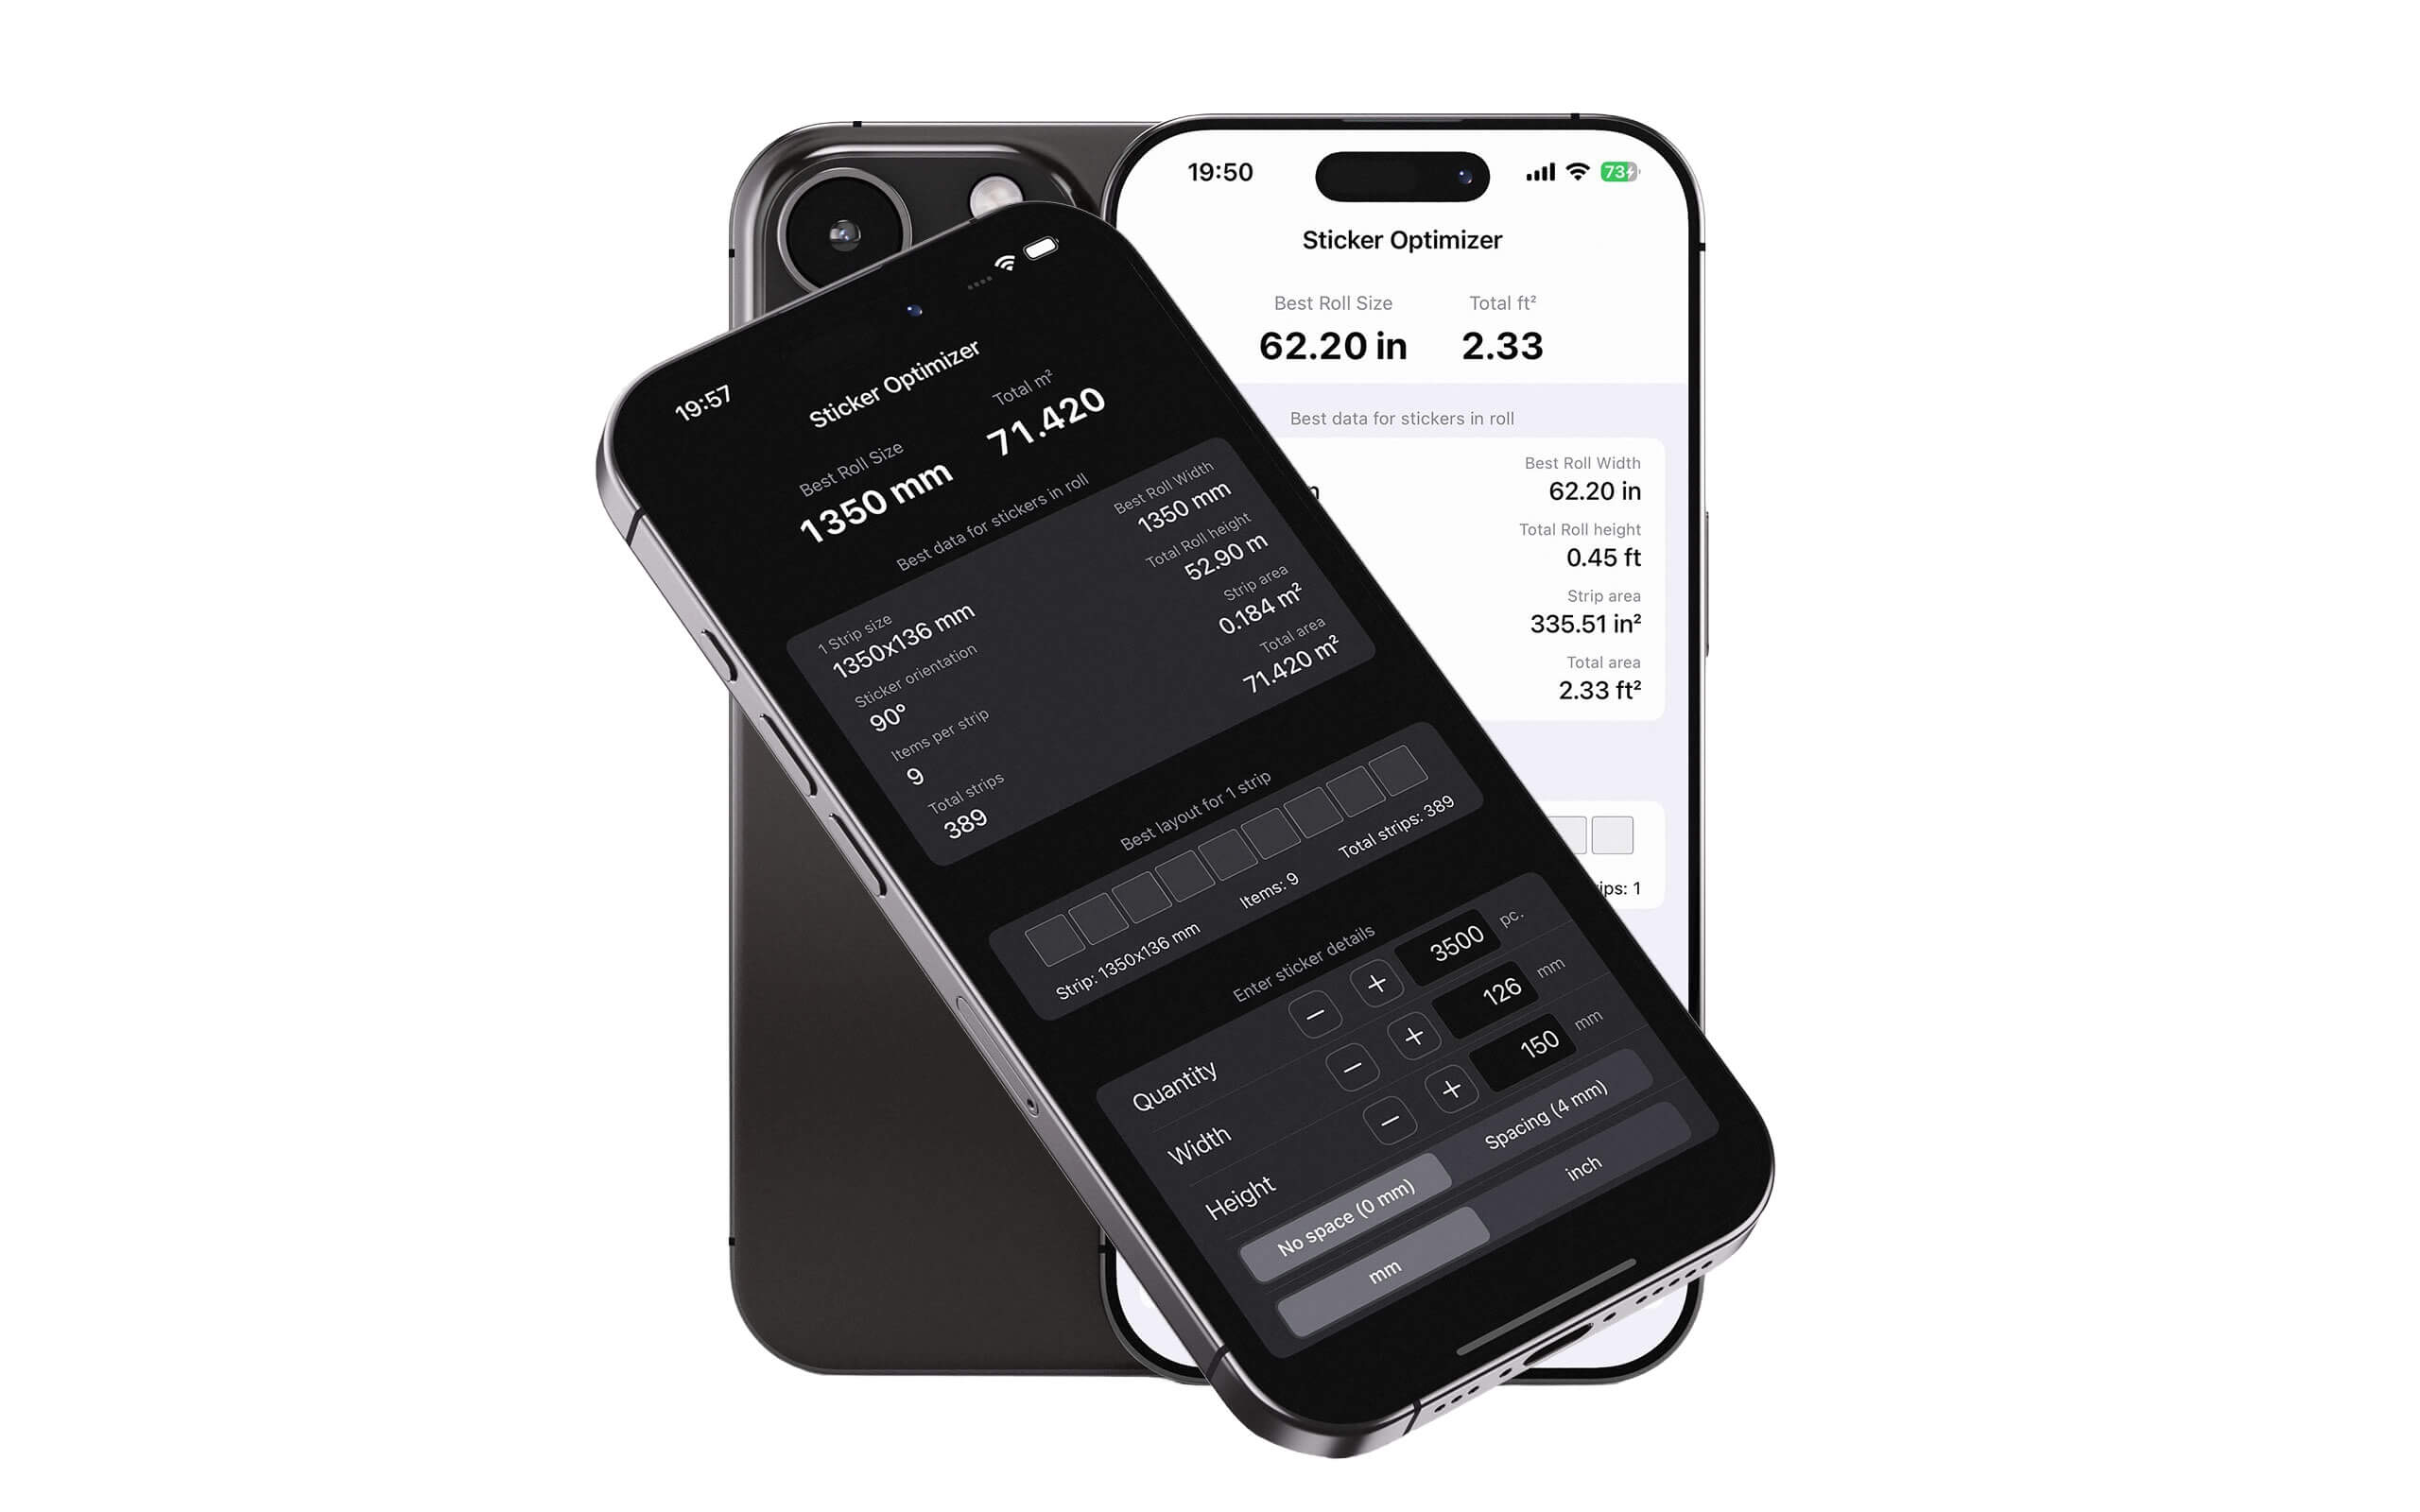 19:57
Sticker Optimizer
Best Roll Size
1350 mm
Total m²
71.420
Best data for stickers in roll
1 Strip size
1350x136 mm
Sticker orientation
90°
Items per strip
9
Total strips
389
Best Roll Width
1350 mm
Total Roll height
52.90 m
Strip area
0.184 m²
Total area
71.420 m²
Best layout for 1 strip
Strip: 1350x136 mm
Items: 9
Total strips: 389
Enter sticker details
Quantity
3500 pc.
Width
126 mm
Height
150 mm
No space (0 mm)
Spacing (4 mm)
mm
inch
19:50
73
Sticker Optimizer
Best Roll Size
62.20 in
Total ft²
2.33
Best data for stickers in roll
Best Roll Width
62.20 in
Total Roll height
0.45 ft
Strip area
335.51 in²
Total area
2.33 ft²
ips: 1